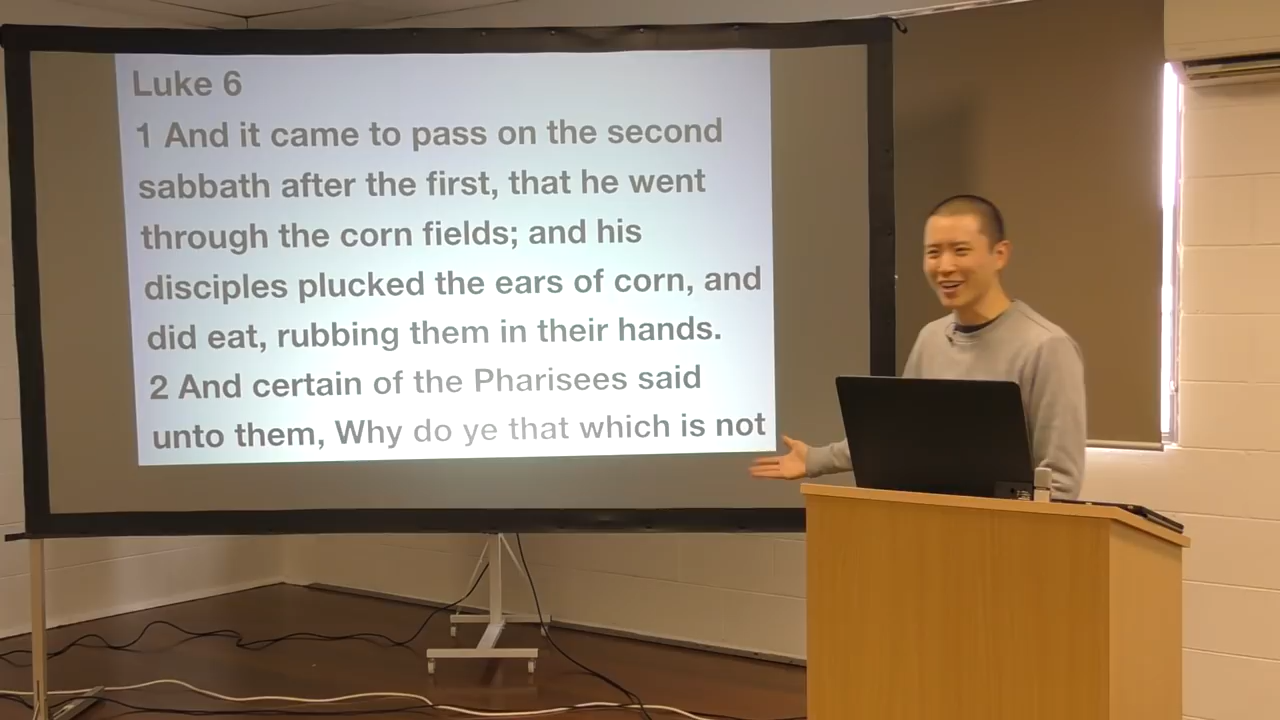 Luke 6
1 And it came to pass on the second
sabbath after the first, that he went
through the corn fields; and his
disciples plucked the ears of corn, and
did eat, rubbing them in their hands.
2 And certain of the Pharisees said
unto them, Why do ye that which is not